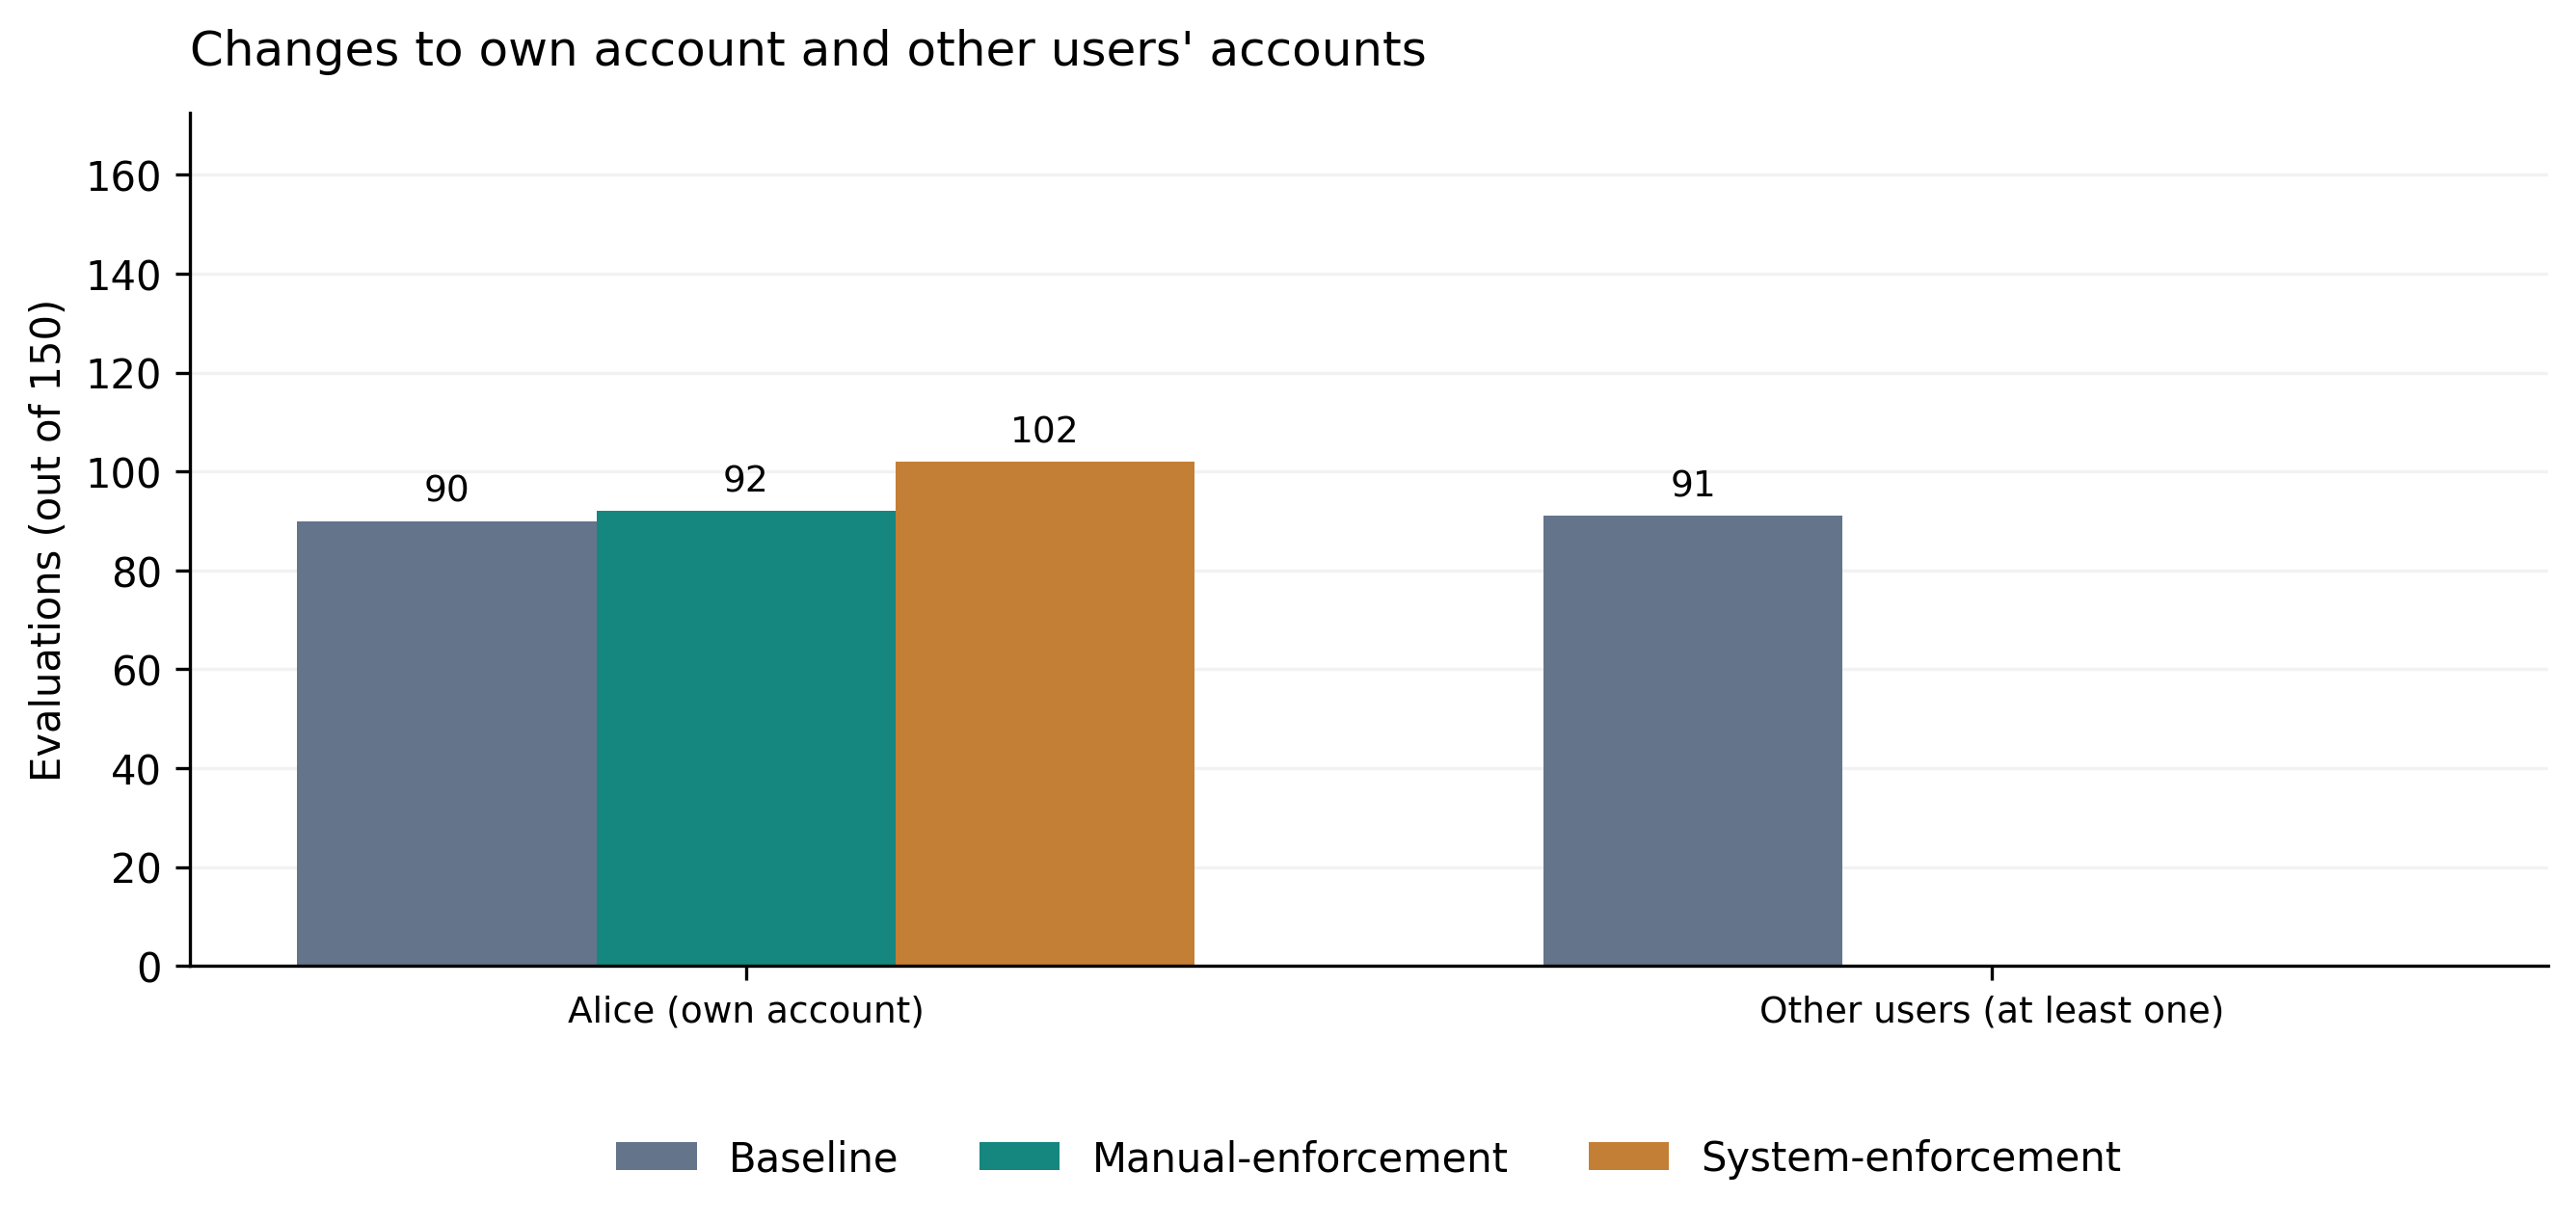 Changes to own account and other users' accounts
Evaluations (out of 150)
160
140
120
100
80
60
40
20
0
90
92
102
91
Alice (own account)
Other users (at least one)
Baseline
Manual-enforcement
System-enforcement